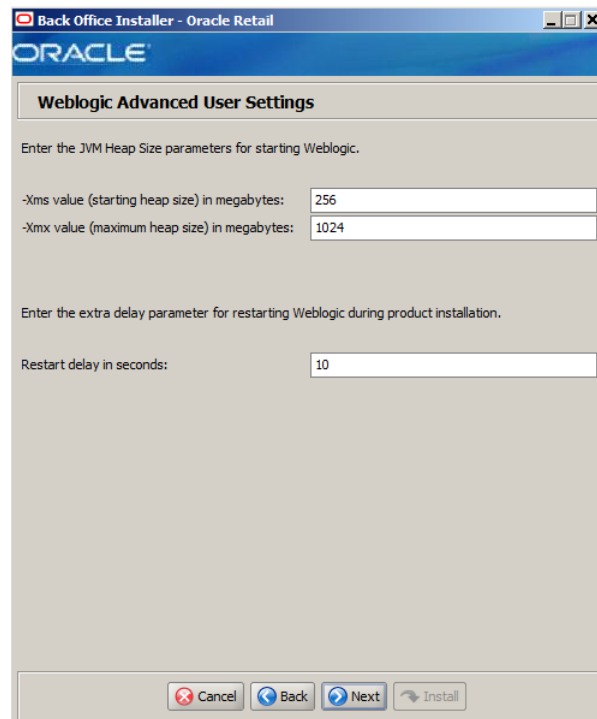 Back Office Installer - Oracle Retail
ORACLE
Weblogic Advanced User Settings
Enter the JVM Heap Size parameters for starting Weblogic.
-Xms value (starting heap size) in megabytes: 256
-Xmx value (maximum heap size) in megabytes: 1024
Enter the extra delay parameter for restarting Weblogic during product installation.
Restart delay in seconds: 10
Cancel Back Next Install